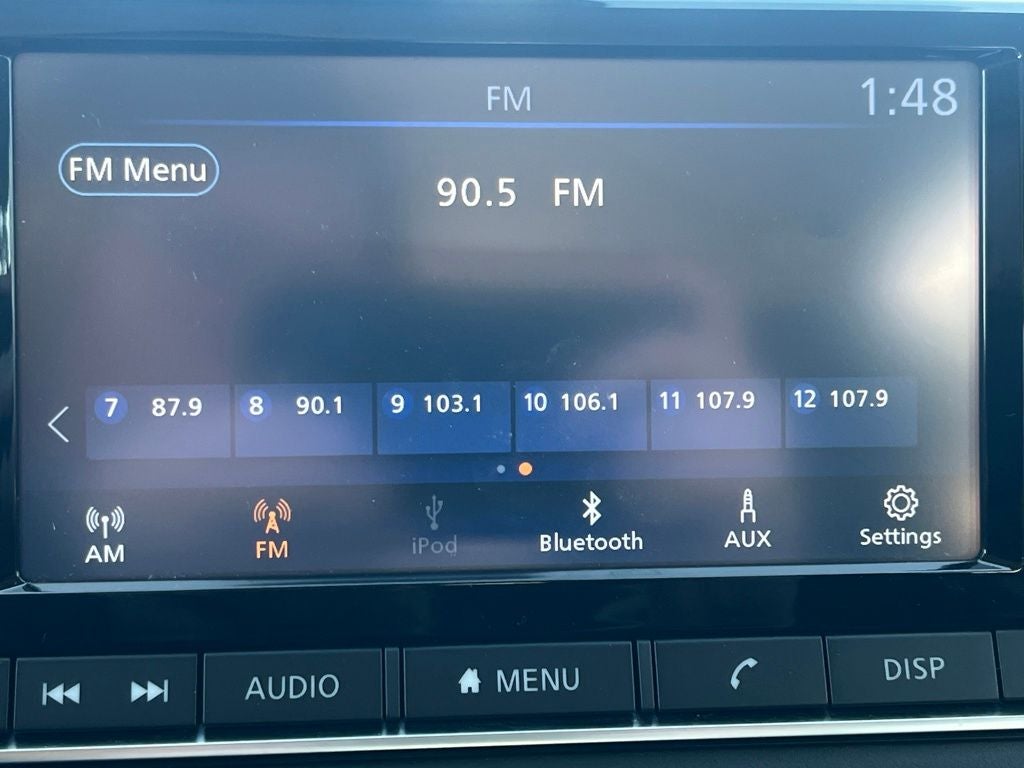 FM 1:48
FM Menu
90.5 FM
7 87.9 8 90.1 9 103.1 10 106.1 11 107.9 12 107.9
AM FM iPod Bluetooth AUX Settings
AUDIO MENU DISP